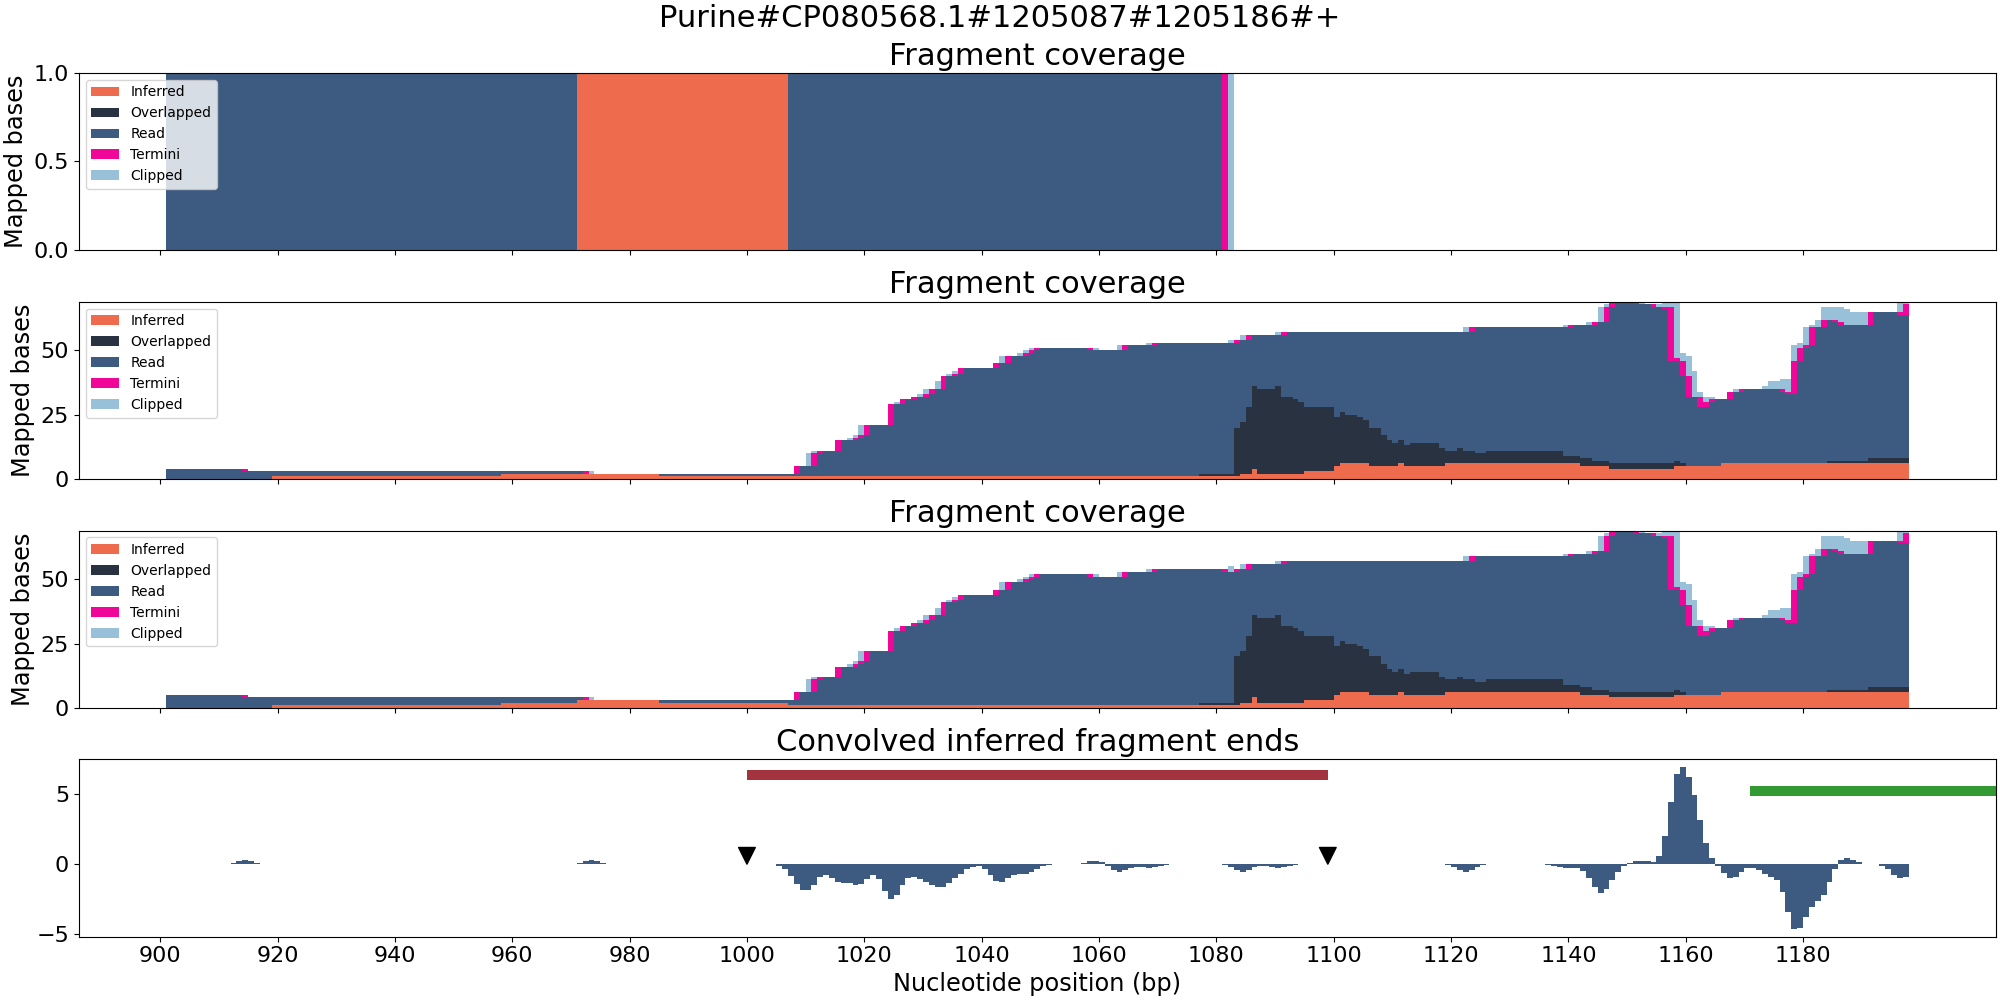 Purine#CP080568.1#1205087#1205186#+
Fragment coverage
Mapped bases
1.0
0.5
0.0
Inferred
Overlapped
Read
Termini
Clipped
Fragment coverage
Mapped bases
50
25
0
Inferred
Overlapped
Read
Termini
Clipped
Fragment coverage
Mapped bases
50
25
0
Inferred
Overlapped
Read
Termini
Clipped
Convolved inferred fragment ends
5
0
−5
900 920 940 960 980 1000 1020 1040 1060 1080 1100 1120 1140 1160 1180
Nucleotide position (bp)